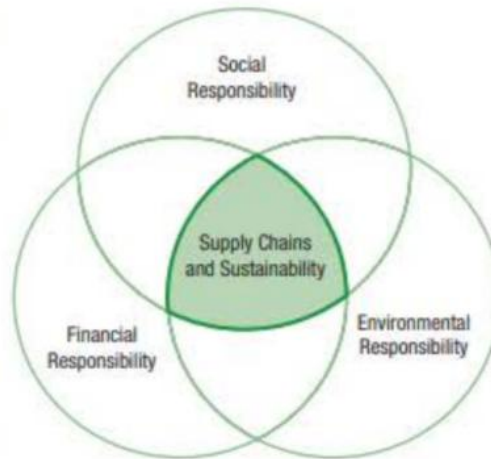 Social
Responsibility
Supply Chains
and Sustainability
Financial
Responsibility
Environmental
Responsibility